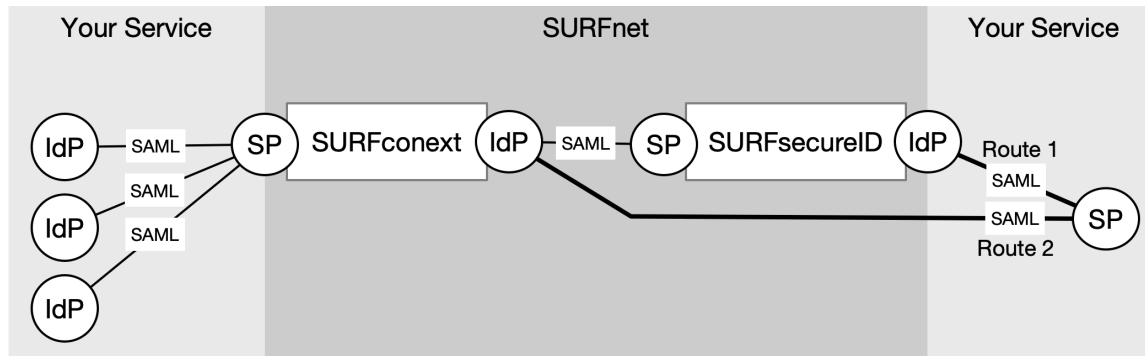 Your Service
SURFnet
Your Service
IdP
SAML
SP
SURFconext
IdP
SAML
SP
SURFsecureID
IdP
Route 1
SAML
IdP
SAML
SAML
SAML
SP
Route 2
IdP